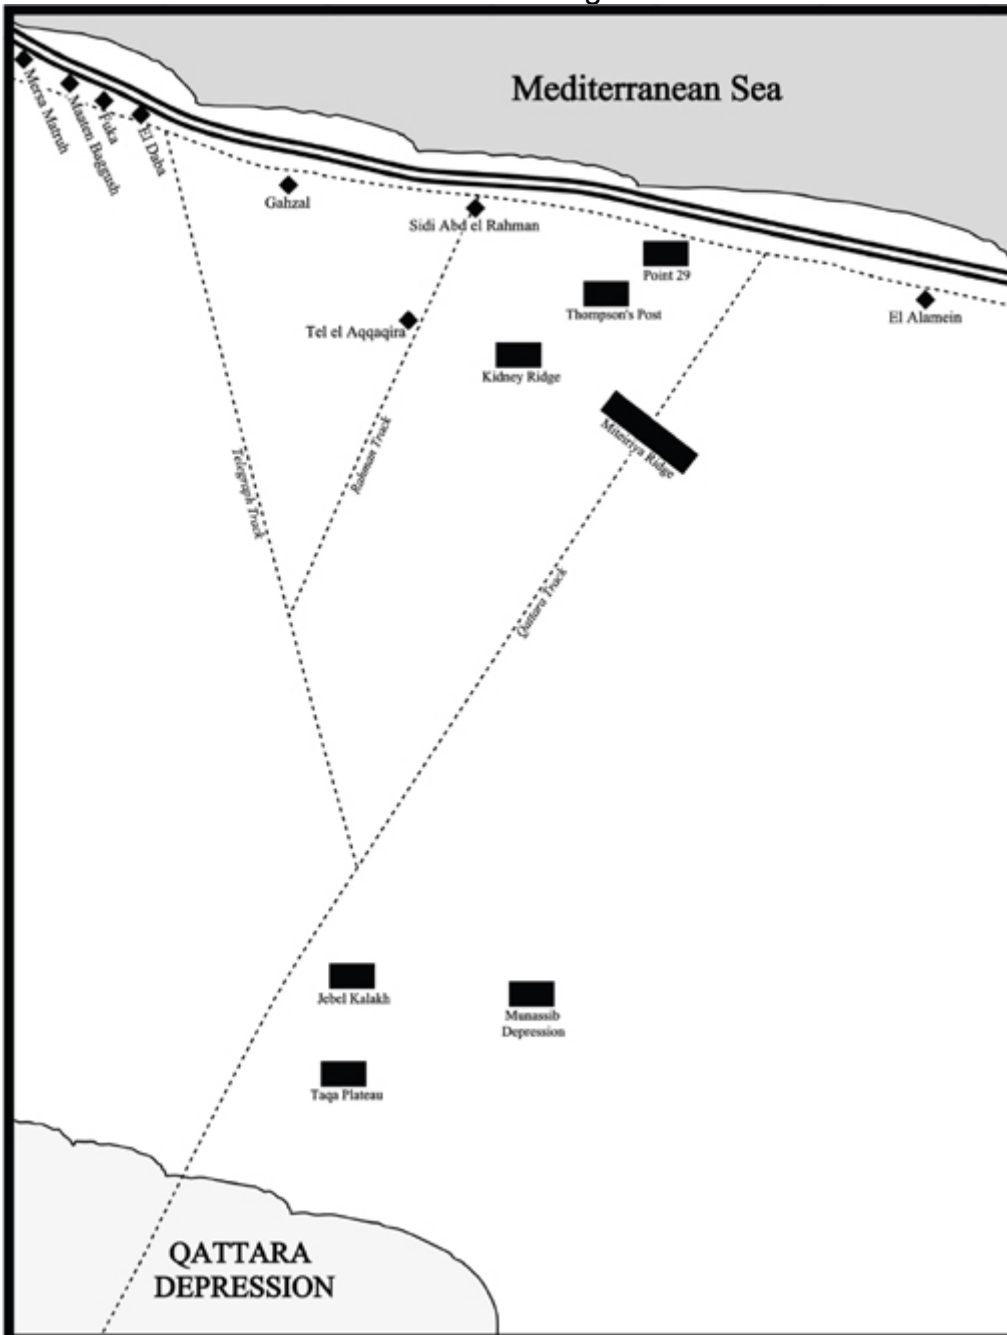 Mediterranean Sea
Mersa Matruh
Maaten Baggush
Fuka
El Daba
Gahzal
Sidi Abd el Rahman
Point 29
Thompson's Post
El Alamein
Tel el Aqqaqira
Kidney Ridge
Miteiriya Ridge
Telegraph Track
Rahman Track
Qattara Track
Jebel Kalakh
Munassib
Depression
Taqa Plateau
QATTARA
DEPRESSION